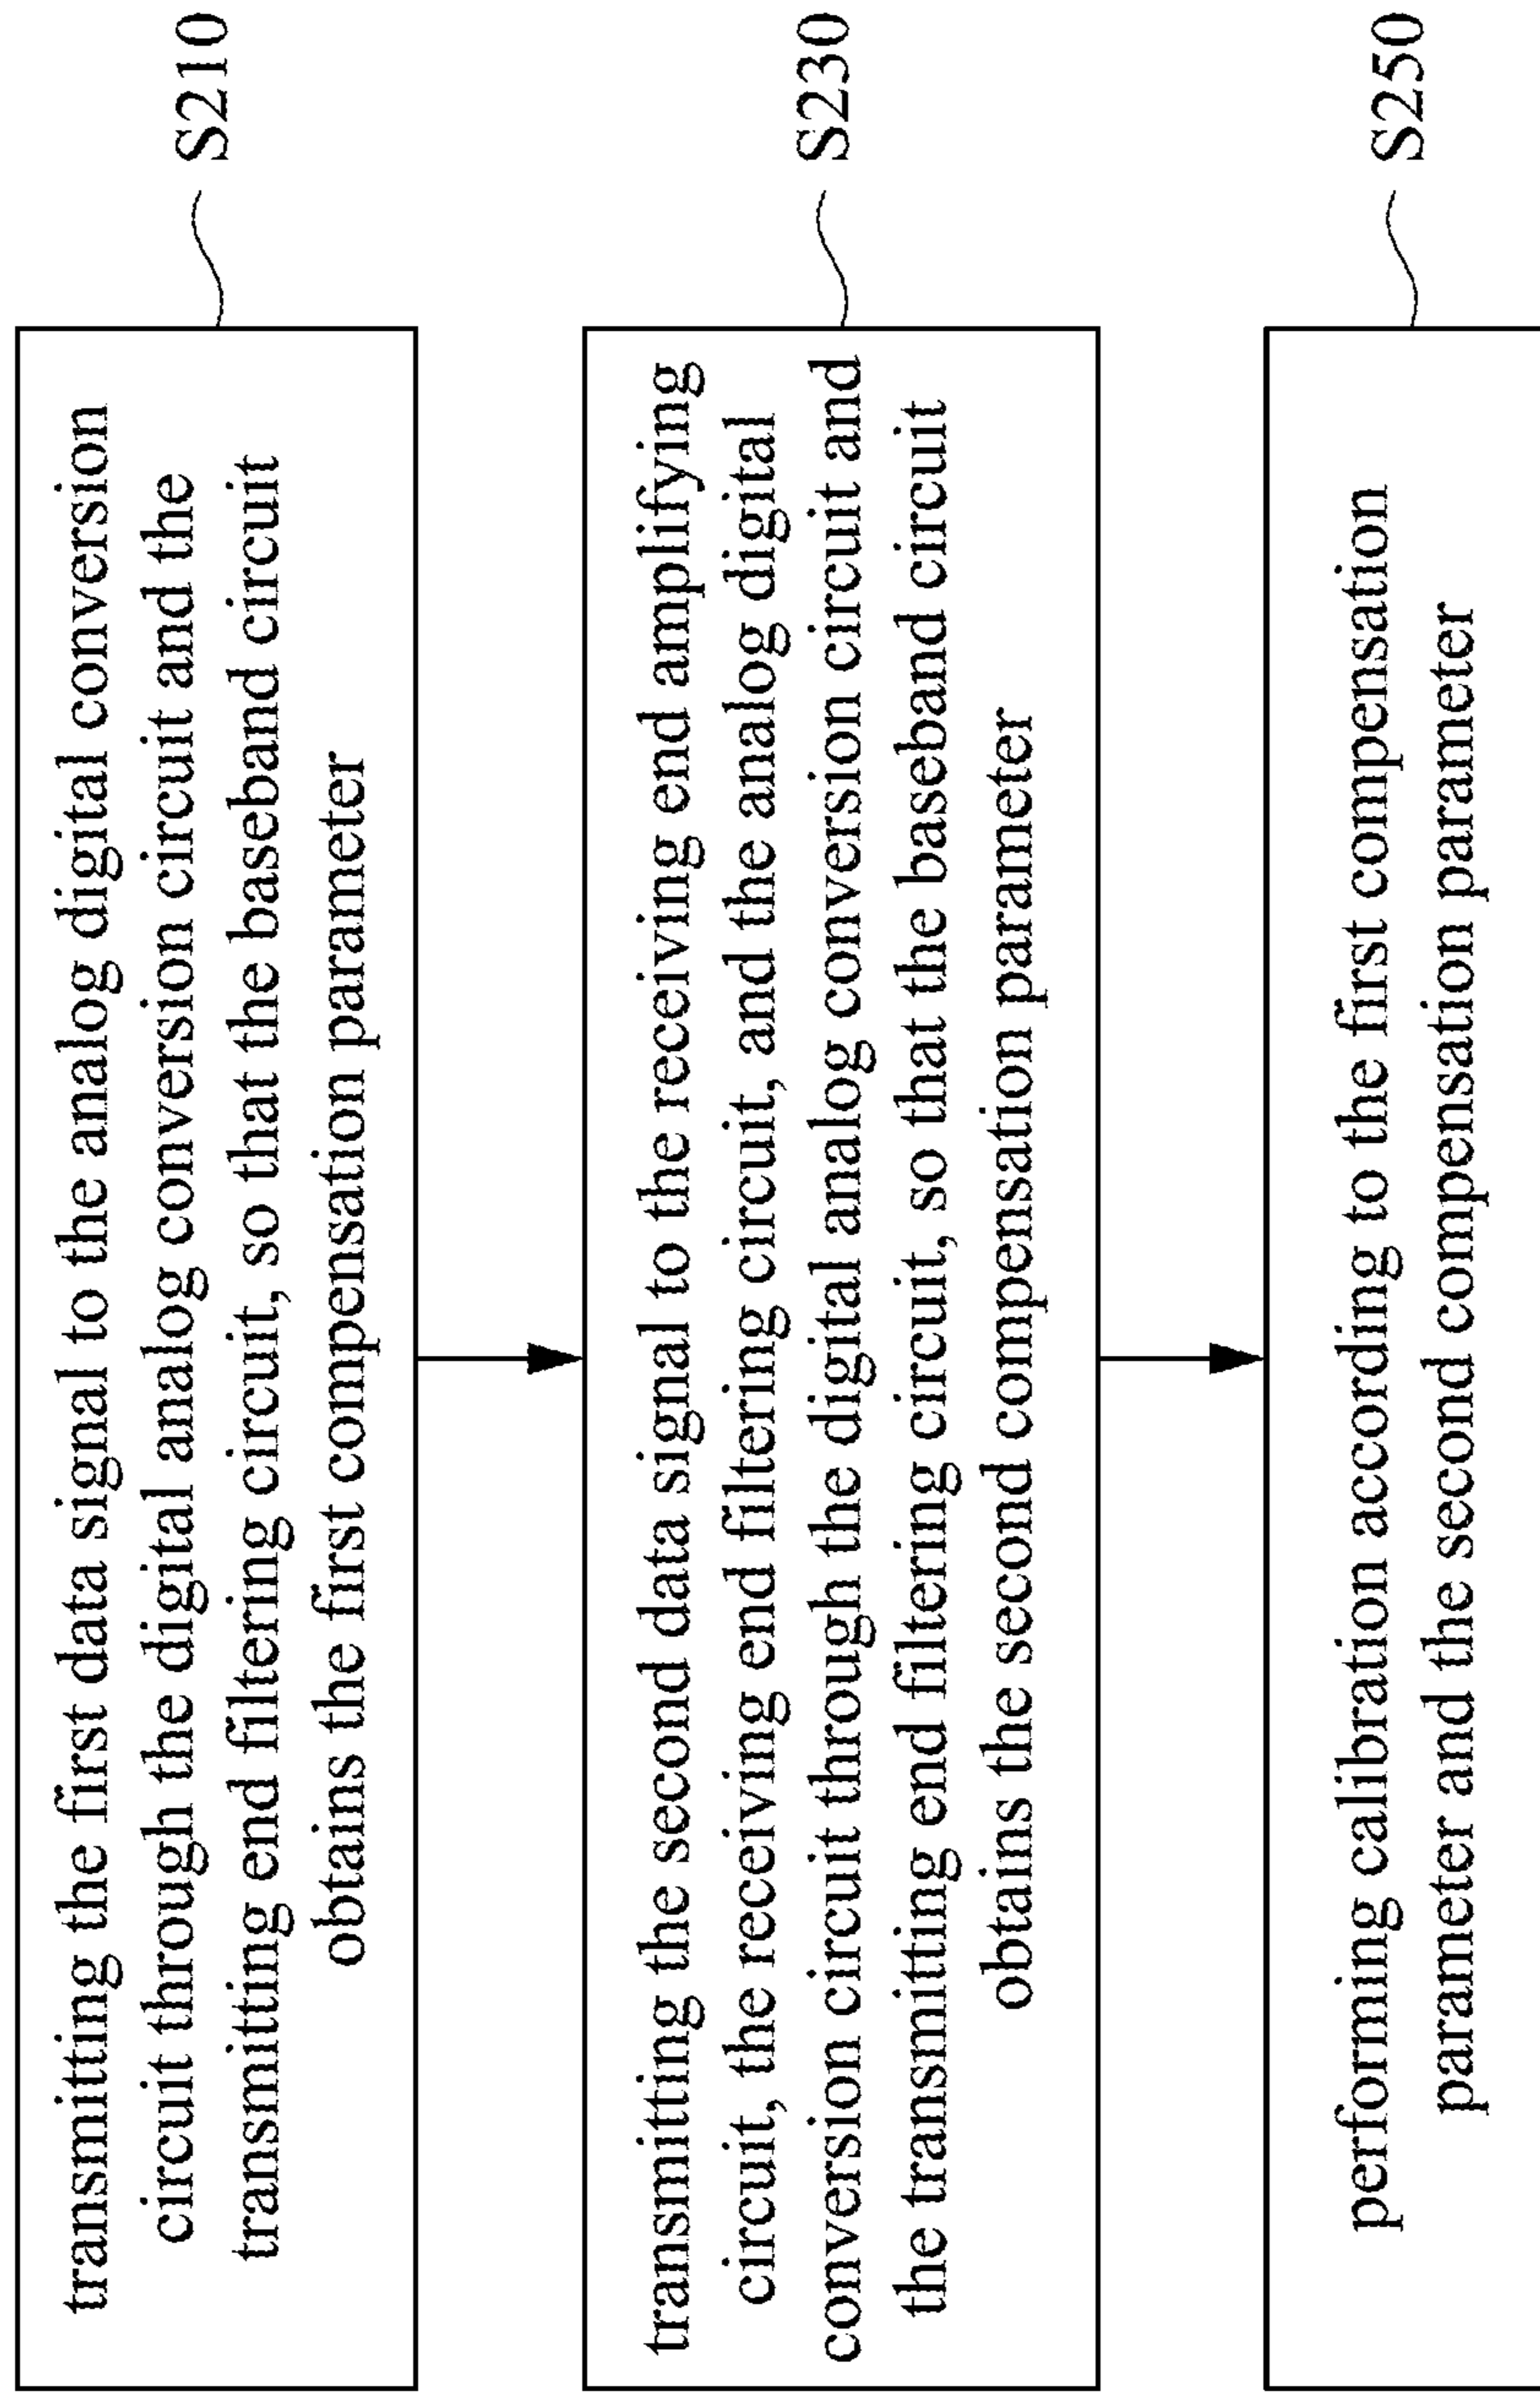 transmitting the first data signal to the analog digital conversion
circuit through the digital analog conversion circuit and the
transmitting end filtering circuit, so that the baseband circuit
obtains the first compensation parameter
S210
transmitting the second data signal to the receiving end amplifying
circuit, the receiving end filtering circuit, and the analog digital
conversion circuit through the digital analog conversion circuit and
the transmitting end filtering circuit, so that the baseband circuit
obtains the second compensation parameter
S230
performing calibration according to the first compensation
parameter and the second compensation parameter
S250